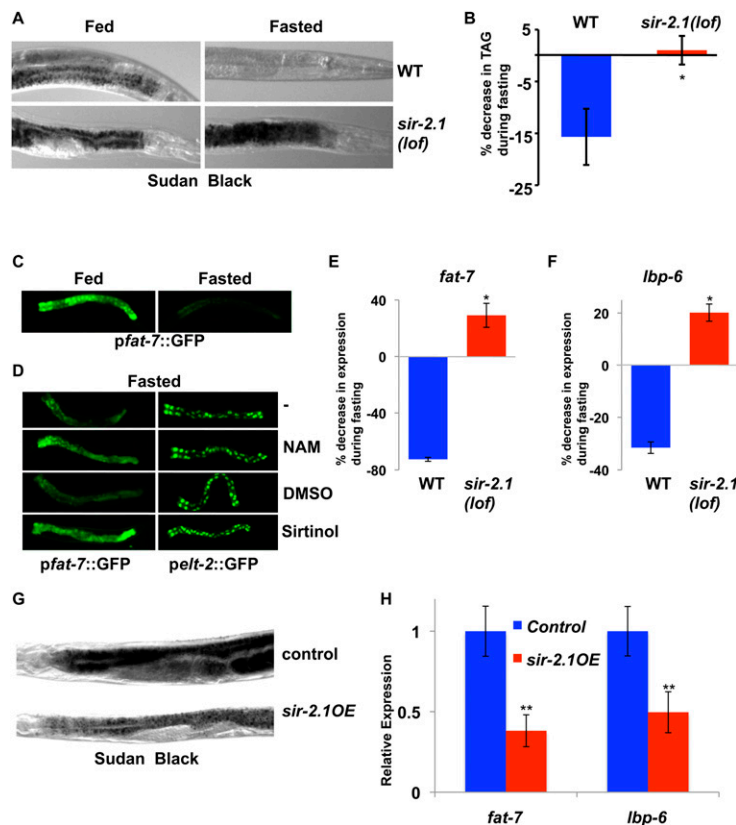 A
Fed
Fasted
WT
sir-2.1
(lof)
Sudan Black
B
WT
sir-2.1(lof)
% decrease in TAG
during fasting
5
-5
-15
-25
*
C
Fed
Fasted
pfat-7::GFP
D
Fasted
-
NAM
DMSO
Sirtinol
pfat-7::GFP
pelt-2::GFP
E
fat-7
% decrease in expression
during fasting
40
0
-40
-80
*
WT
sir-2.1
(lof)
F
lbp-6
% decrease in expression
during fasting
20
0
-20
-40
*
WT
sir-2.1
(lof)
G
control
sir-2.1OE
Sudan Black
H
Relative Expression
1
0.5
0
Control
sir-2.1OE
**
**
fat-7
lbp-6